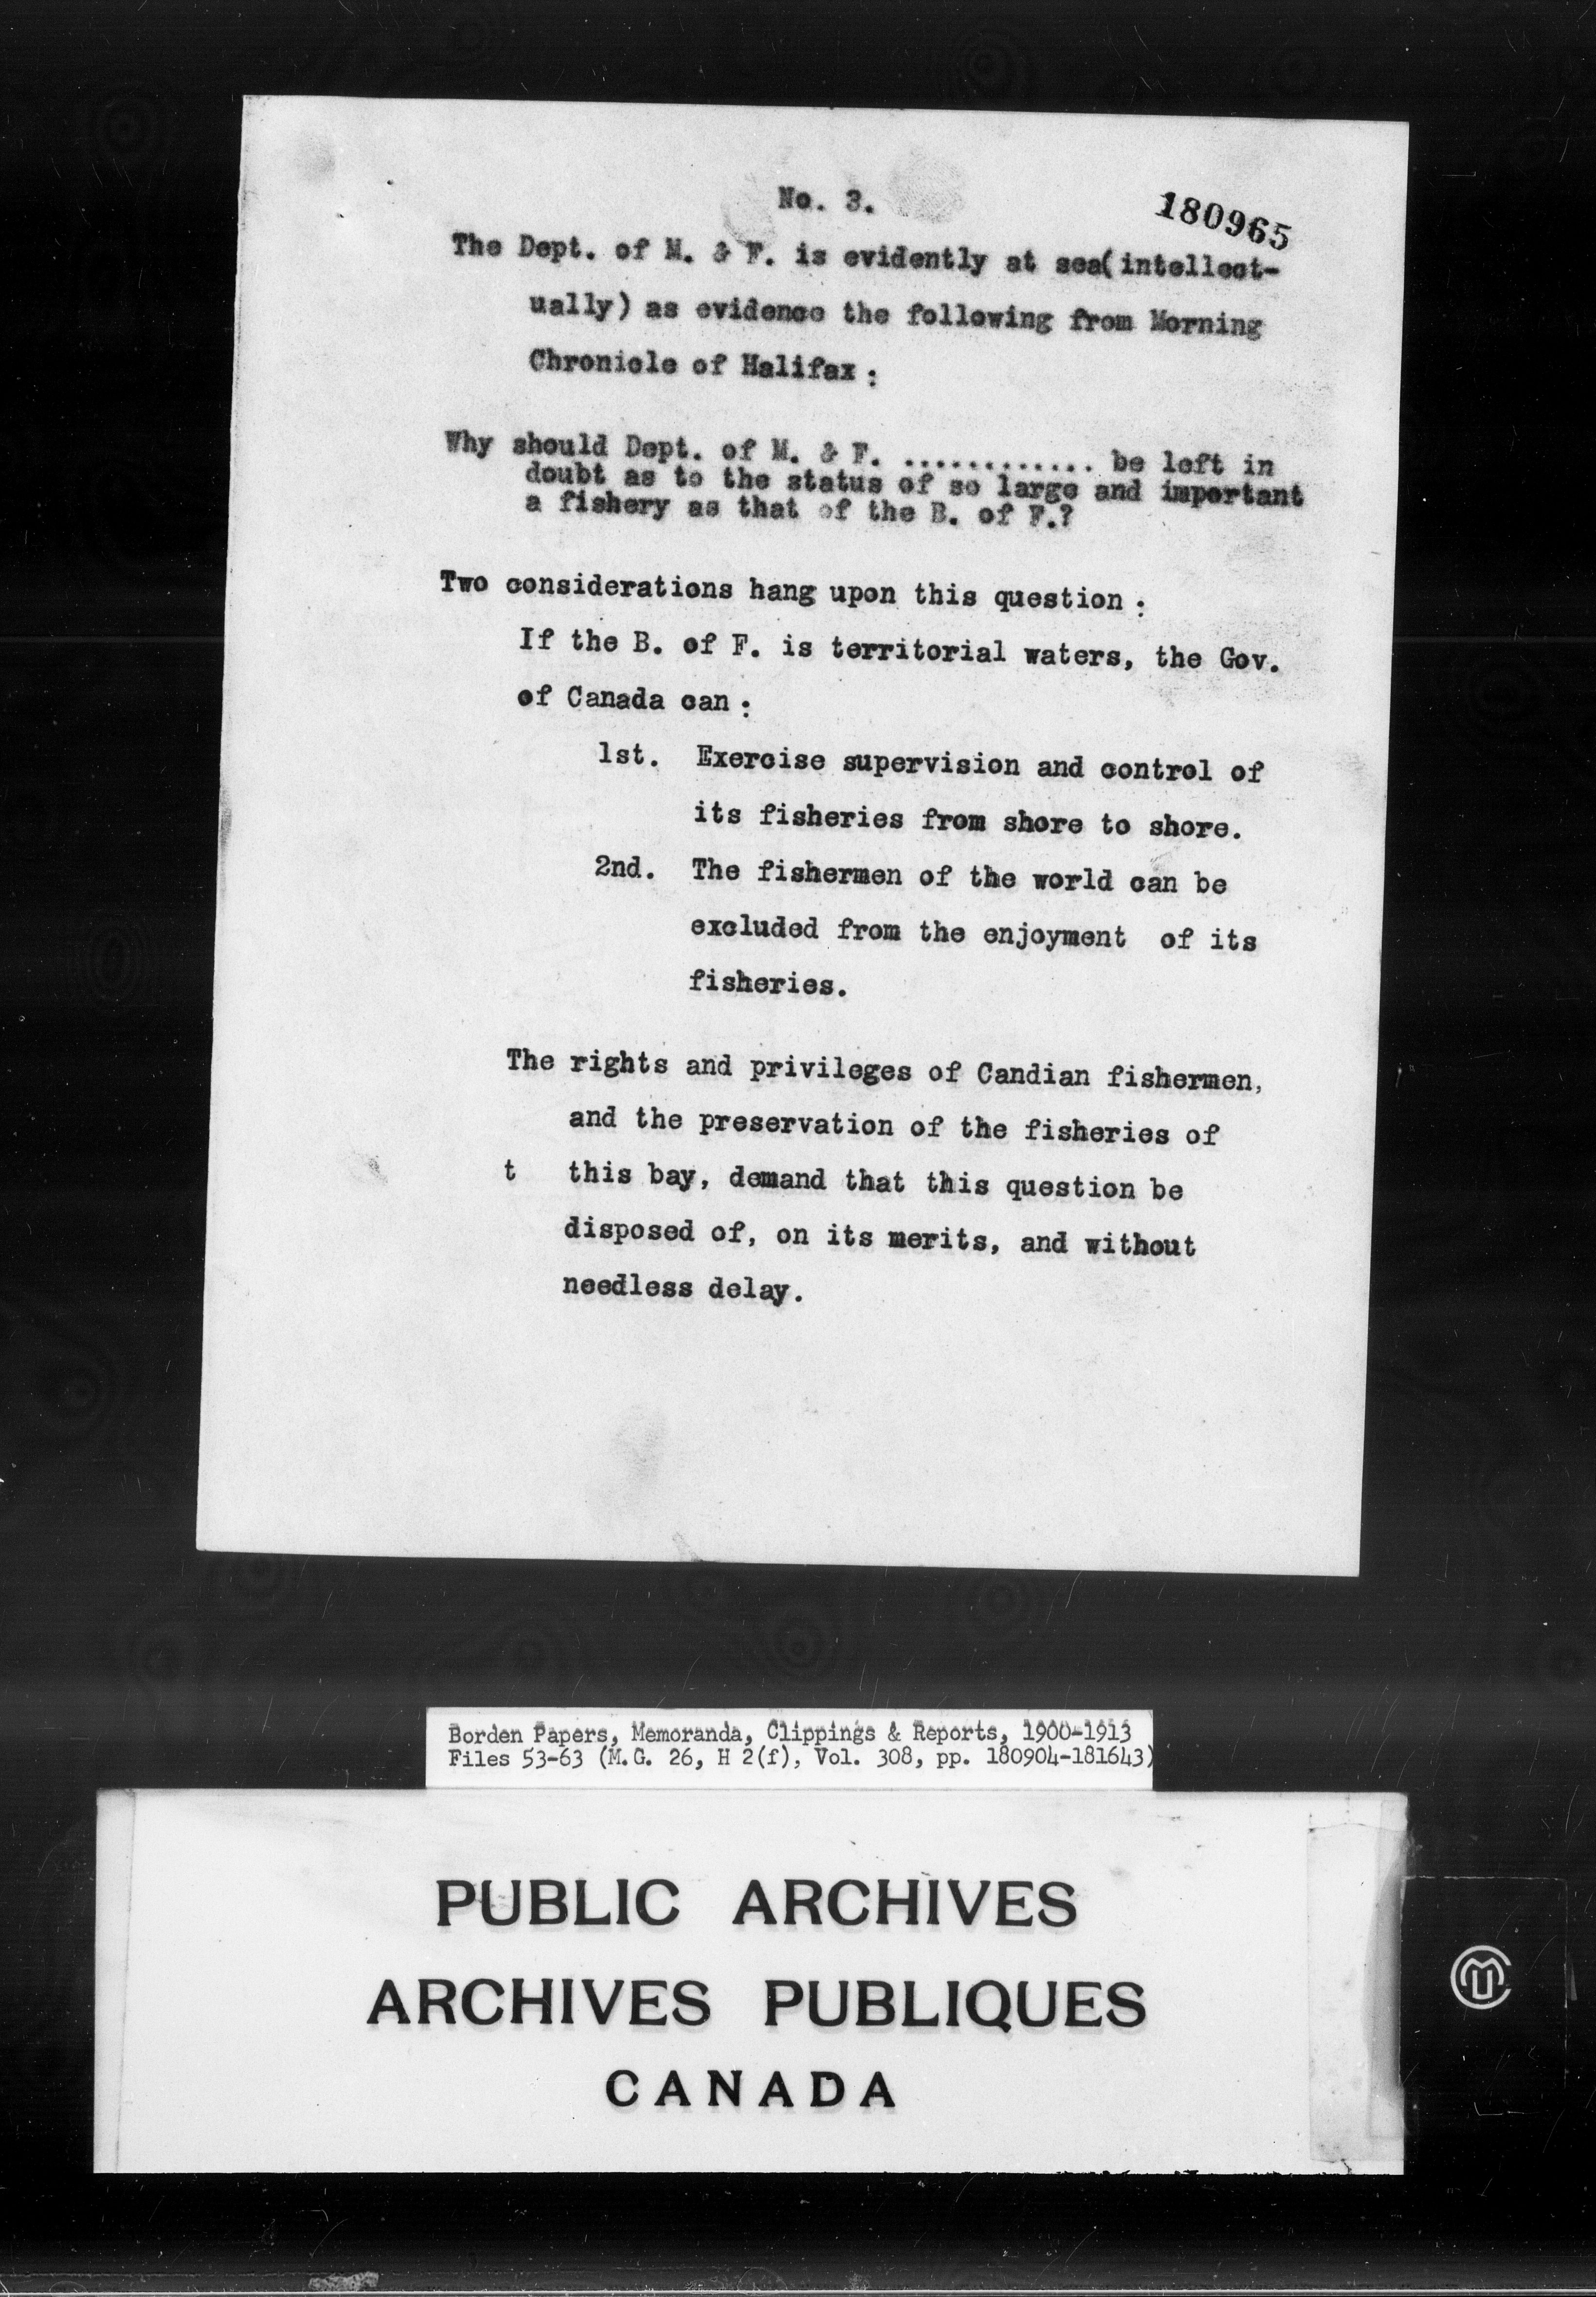 No. 3.
180965
The Dept. of M. & F. is evidently at sea(intellect-
ually) as evidence the following from Morning
Chronicle of Halifax :
Why should Dept. of M. & F. ............ be left in
doubt as to the status of so large and important
a fishery as that of the B. of F.?
Two considerations hang upon this question :
If the B. of F. is territorial waters, the Gov.
of Canada can :
1st. Exercise supervision and control of
its fisheries from shore to shore.
2nd. The fishermen of the world can be
excluded from the enjoyment of its
fisheries.
The rights and privileges of Candian fishermen,
and the preservation of the fisheries of
t this bay, demand that this question be
disposed of, on its merits, and without
needless delay.
Borden Papers, Memoranda, Clippings & Reports, 1900-1913
Files 53-63 (M.G. 26, H 2(f), Vol. 308, pp. 180904-181643)
PUBLIC ARCHIVES
ARCHIVES PUBLIQUES
CANADA